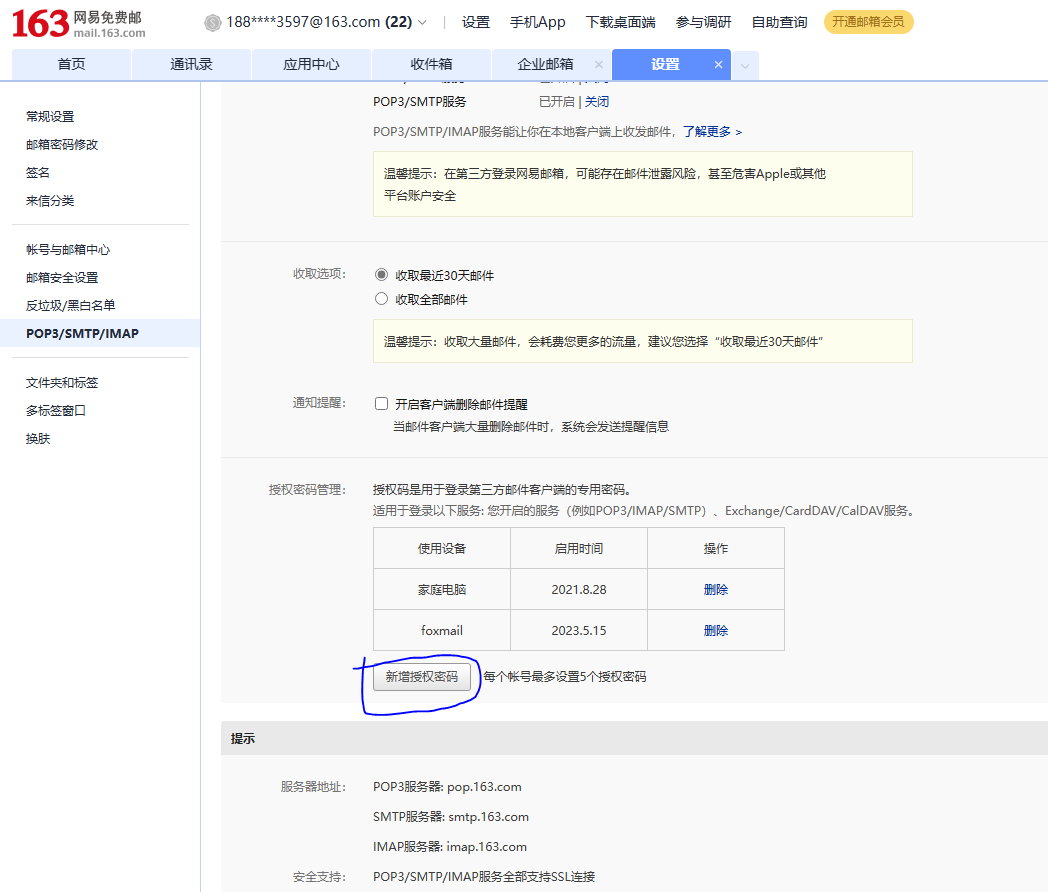 163 网易免费邮
mail.163.com
188****3597@163.com (22)
设置 手机App 下载桌面端 参与调研 自助查询 开通邮箱会员
首页 通讯录 应用中心 收件箱 企业邮箱 × 设置 ×
常规设置
邮箱密码修改
签名
来信分类
帐号与邮箱中心
邮箱安全设置
反垃圾/黑白名单
POP3/SMTP/IMAP
文件夹和标签
多标签窗口
换肤
POP3/SMTP服务 已开启 | 关闭
POP3/SMTP/IMAP服务能让你在本地客户端上收发邮件，了解更多 >
温馨提示：在第三方登录网易邮箱，可能存在邮件泄露风险，甚至危害Apple或其他
平台账户安全
收取选项： 收取最近30天邮件
收取全部邮件
温馨提示：收取大量邮件，会耗费您更多的流量，建议您选择“收取最近30天邮件”
通知提醒： 开启客户端删除邮件提醒
当邮件客户端大量删除邮件时，系统会发送提醒信息
授权密码管理： 授权码是用于登录第三方邮件客户端的专用密码。
适用于登录以下服务: 您开启的服务（例如POP3/IMAP/SMTP）、Exchange/CardDAV/CalDAV服务。
使用设备 启用时间 操作
家庭电脑 2021.8.28 删除
foxmail 2023.5.15 删除
新增授权密码 每个帐号最多设置5个授权密码
提示
服务器地址： POP3服务器: pop.163.com
SMTP服务器: smtp.163.com
IMAP服务器: imap.163.com
安全支持： POP3/SMTP/IMAP服务全部支持SSL连接